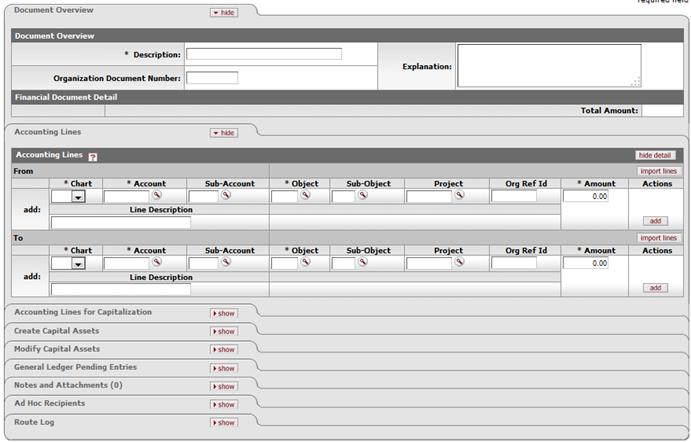 required field
Document Overview hide
Document Overview
* Description:
Explanation:
Organization Document Number:
Financial Document Detail
Total Amount:
Accounting Lines hide
Accounting Lines ? hide detail
From import lines
* Chart * Account Sub-Account * Object Sub-Object Project Org Ref Id * Amount Actions
0.00
add: Line Description
add
To import lines
* Chart * Account Sub-Account * Object Sub-Object Project Org Ref Id * Amount Actions
0.00
add: Line Description
add
Accounting Lines for Capitalization show
Create Capital Assets show
Modify Capital Assets show
General Ledger Pending Entries show
Notes and Attachments (0) show
Ad Hoc Recipients show
Route Log show